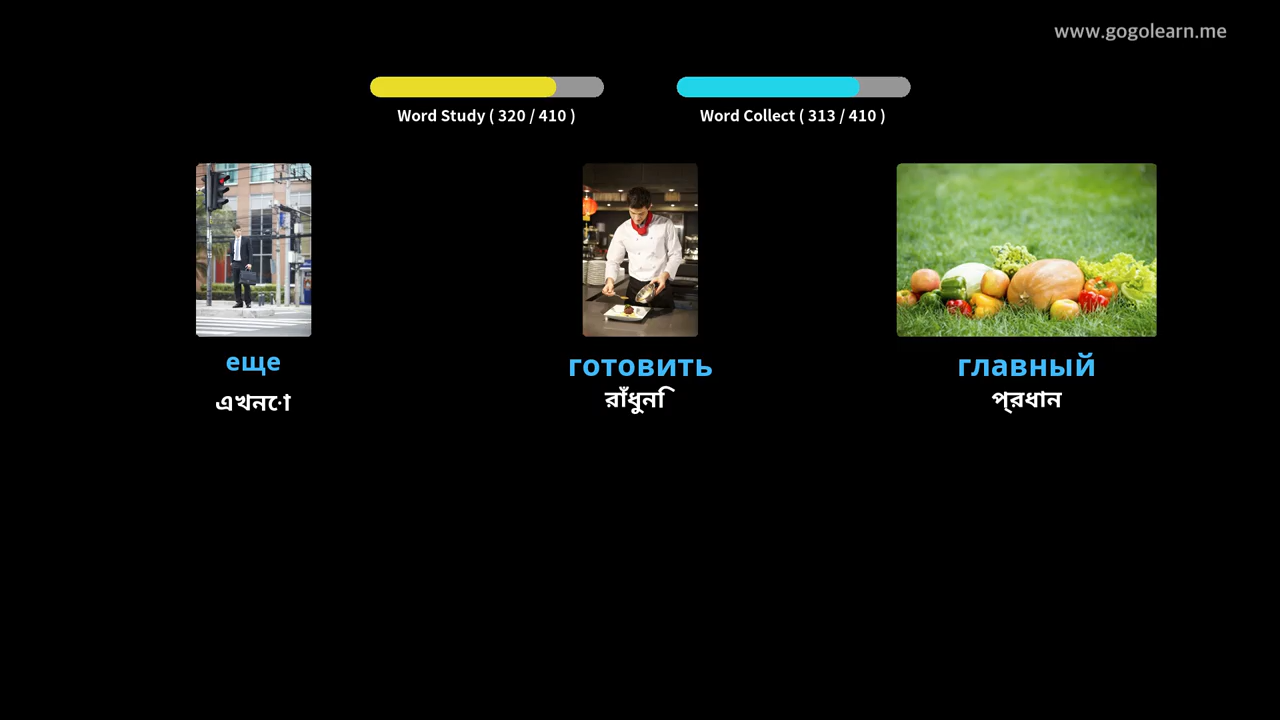 www.gogolearn.me
Word Study ( 320 / 410 )
Word Collect ( 313 / 410 )
еще
готовить
главный
এখনো
রাঁধুনি
প্রধান